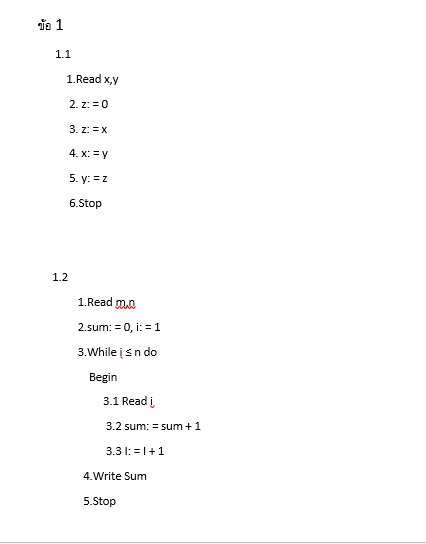 ข้อ 1
1.1
1.Read x,y
2. z: = 0
3. z: = x
4. x: = y
5. y: = z
6.Stop
1.2
1.Read m,n
2.sum: = 0, i: = 1
3.While i ≤ n do
Begin
3.1 Read i,
3.2 sum: = sum + 1
3.3 I: = I + 1
4.Write Sum
5.Stop